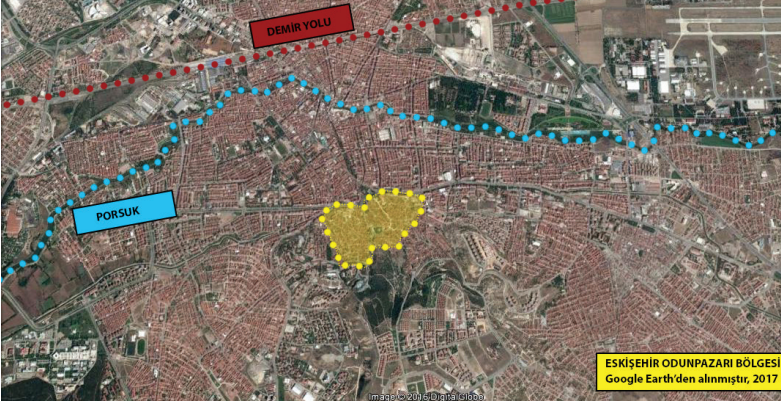 DEMİR YOLU
PORSUK
ESKİŞEHİR ODUNPAZARI BÖLGESİ
Google Earth'den alınmıştır, 2017
Image © 2016 DigitalGlobe